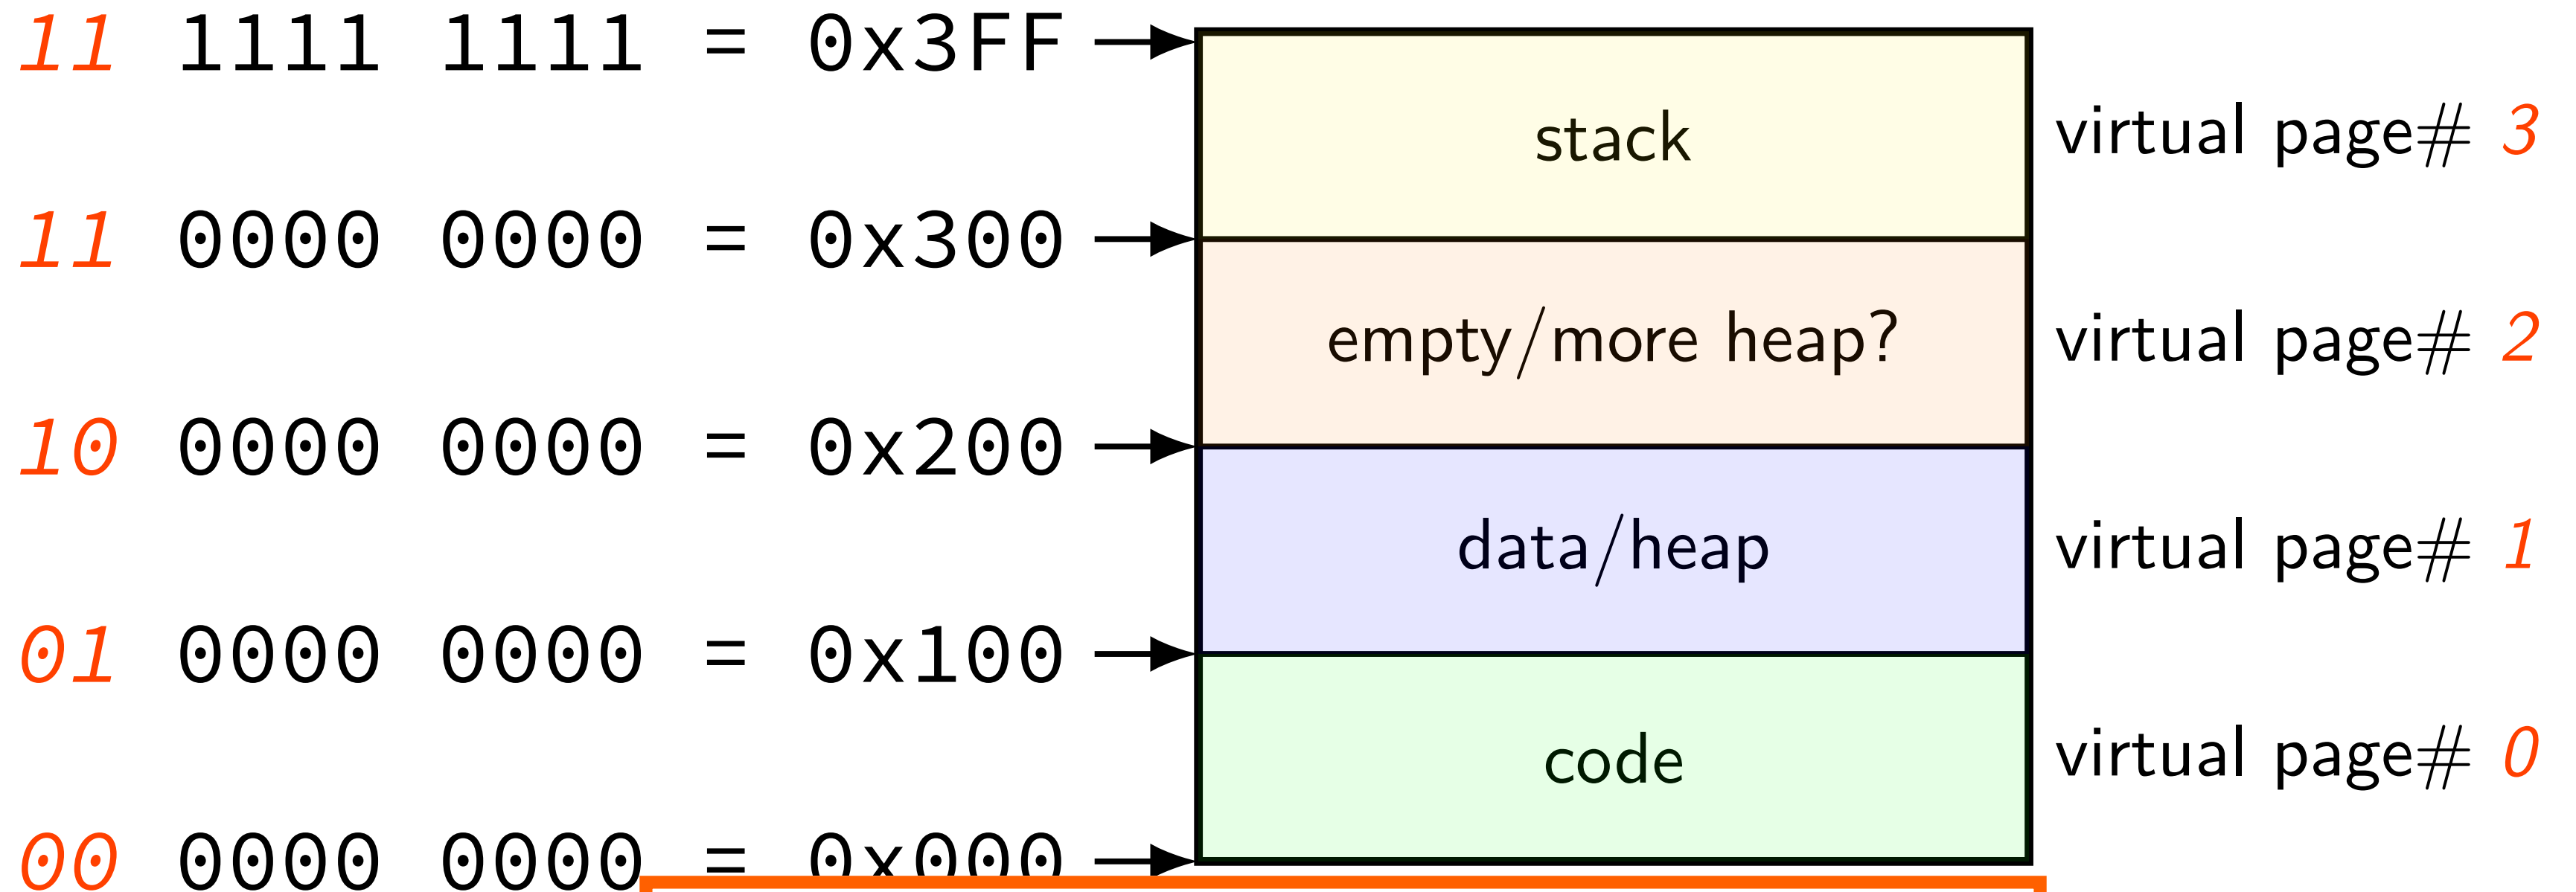 11 1111 1111 = 0x3FF
stack
virtual page# 3
11 0000 0000 = 0x300
empty/more heap?
virtual page# 2
10 0000 0000 = 0x200
data/heap
virtual page# 1
01 0000 0000 = 0x100
code
virtual page# 0
00 0000 0000 = 0x000